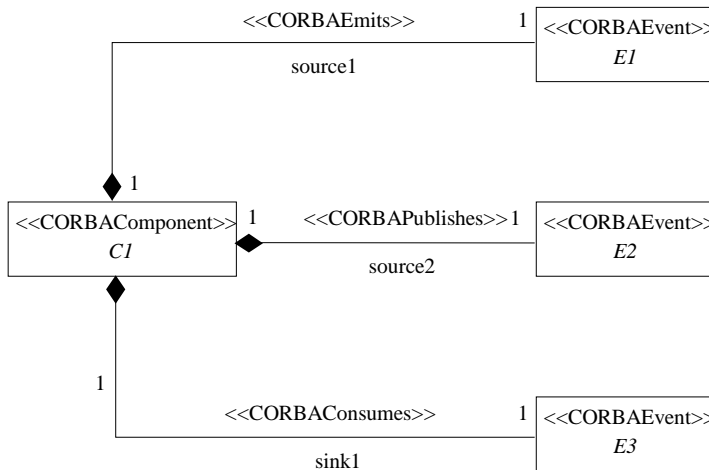 <<CORBAEmits>>
1
<<CORBAEvent>>
E1
source1
1
<<CORBAComponent>>
C1
1
<<CORBAPublishes>>
1
<<CORBAEvent>>
E2
source2
1
<<CORBAConsumes>>
1
<<CORBAEvent>>
E3
sink1